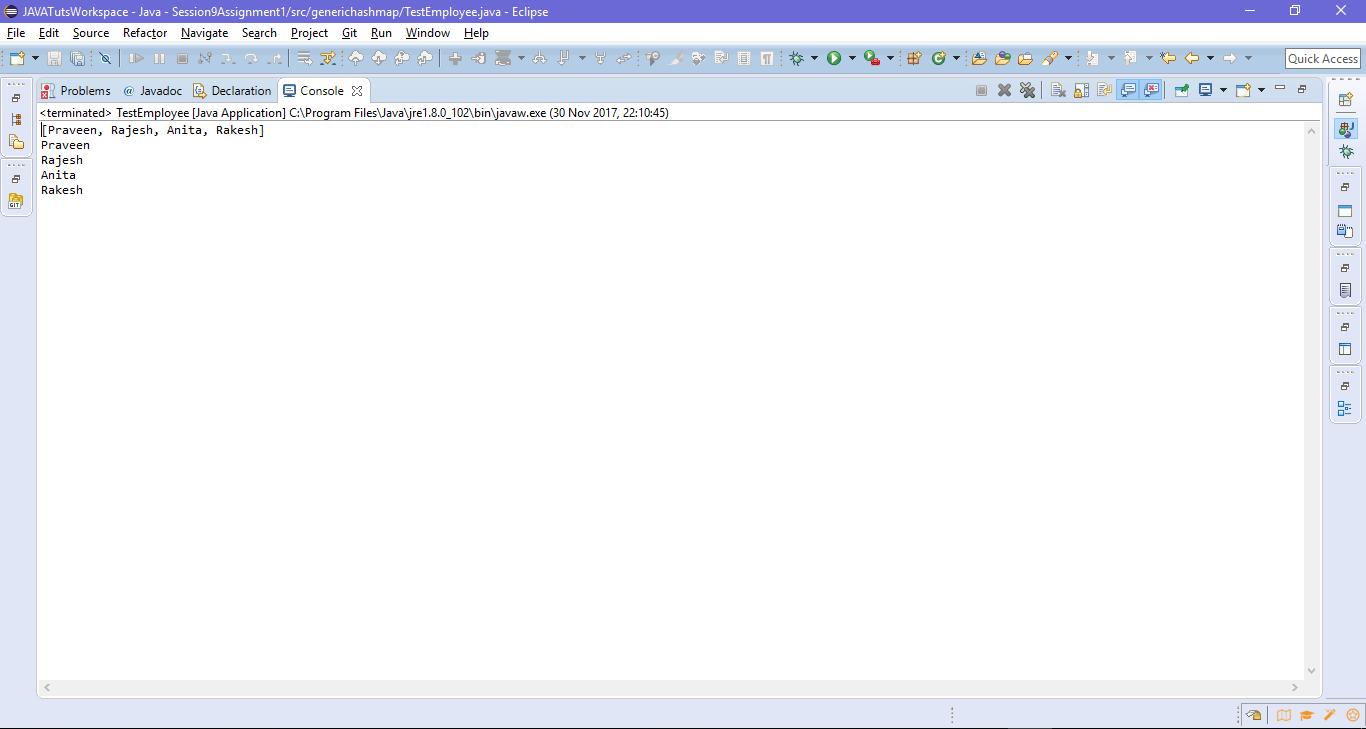 JAVATutsWorkspace - Java - Session9Assignment1/src/generichashmap/TestEmployee.java - Eclipse
File Edit Source Refactor Navigate Search Project Git Run Window Help
Quick Access
Problems @ Javadoc Declaration Console
<terminated> TestEmployee [Java Application] C:\Program Files\Java\jre1.8.0_102\bin\javaw.exe (30 Nov 2017, 22:10:45)
[Praveen, Rajesh, Anita, Rakesh]
Praveen
Rajesh
Anita
Rakesh
GIT